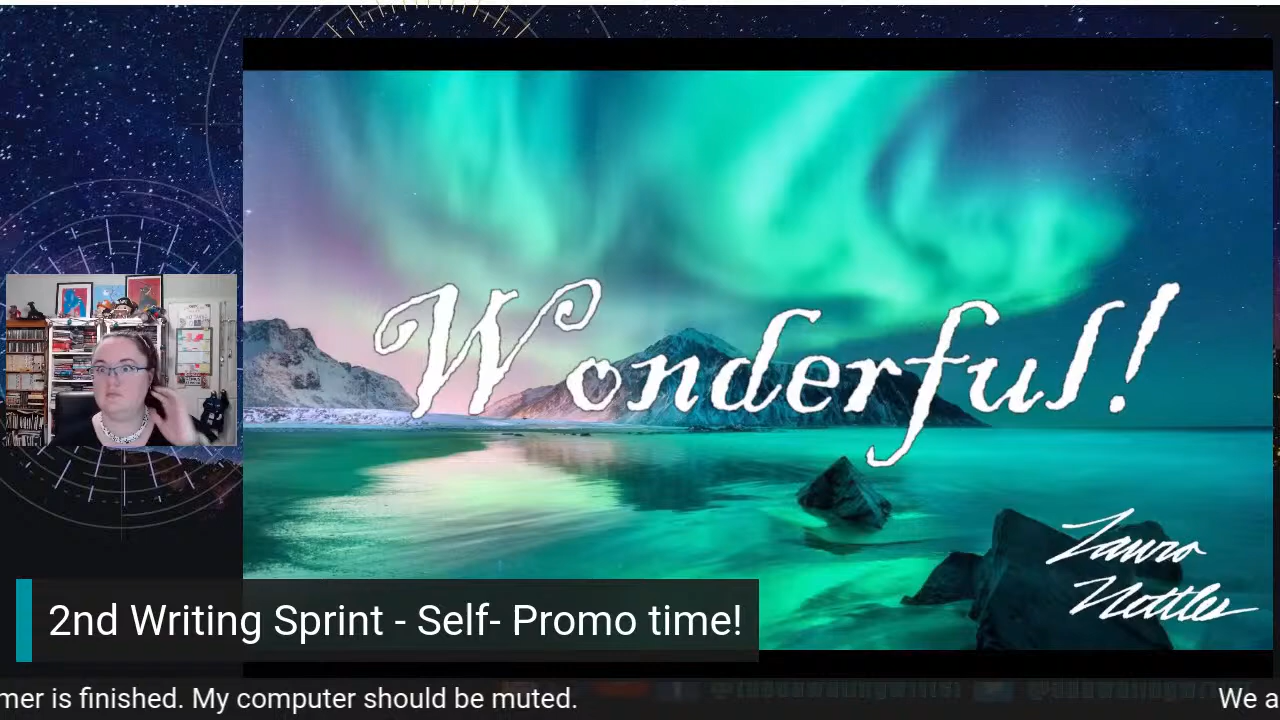 Wonderful!
Laura
Nettles
2nd Writing Sprint - Self- Promo time!
mer is finished. My computer should be muted.
We a